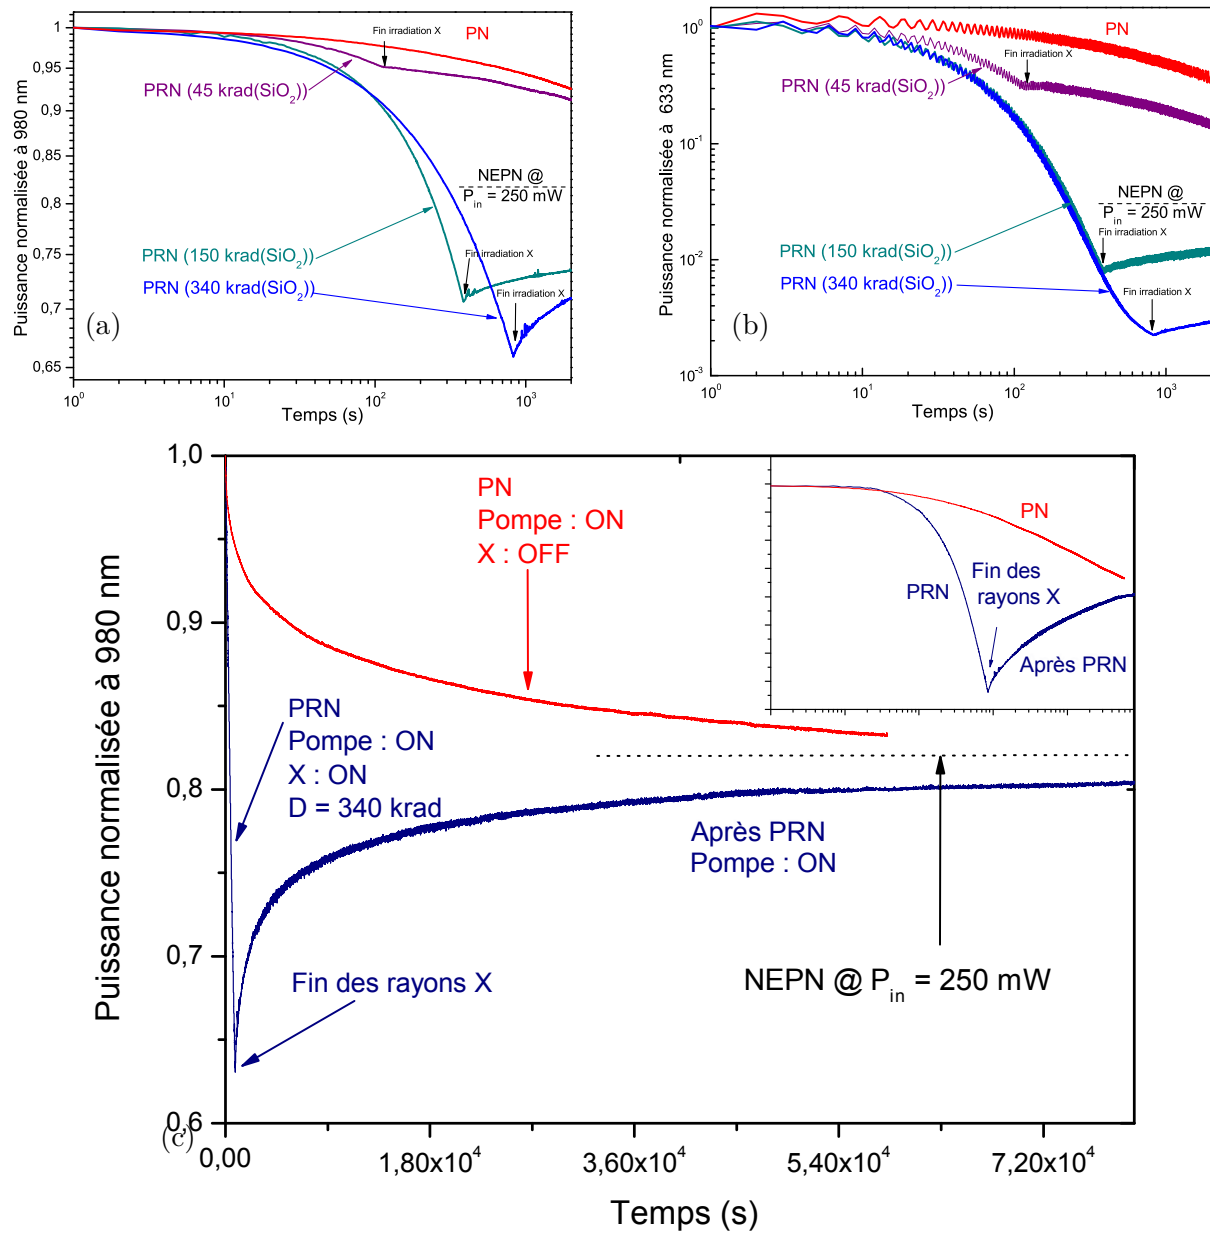 Puissance normalisée à 980 nm
1
0,95
0,9
0,85
0,8
0,75
0,7
0,65
Fin irradiation X
PN
PRN (45 krad(SiO2))
NEPN @
Pin = 250 mW
PRN (150 krad(SiO2))
Fin irradiation X
PRN (340 krad(SiO2))
Fin irradiation X
(a)
10^0
10^1
10^2
10^3
Temps (s)
Puissance normalisée à 633 nm
10^0
10^-1
10^-2
10^-3
PN
Fin irradiation X
PRN (45 krad(SiO2))
NEPN @
Pin = 250 mW
Fin irradiation X
PRN (150 krad(SiO2))
PRN (340 krad(SiO2))
Fin irradiation X
(b)
10^0
10^1
10^2
10^3
Temps (s)
Puissance normalisée à 980 nm
1,0
0,9
0,8
0,7
0,6
PN
Pompe : ON
X : OFF
PRN
Pompe : ON
X : ON
D = 340 krad
PN
PRN
Fin des
rayons X
Après PRN
Après PRN
Pompe : ON
NEPN @ Pin = 250 mW
Fin des rayons X
(c)
0,00
1,80x10^4
3,60x10^4
5,40x10^4
7,20x10^4
Temps (s)